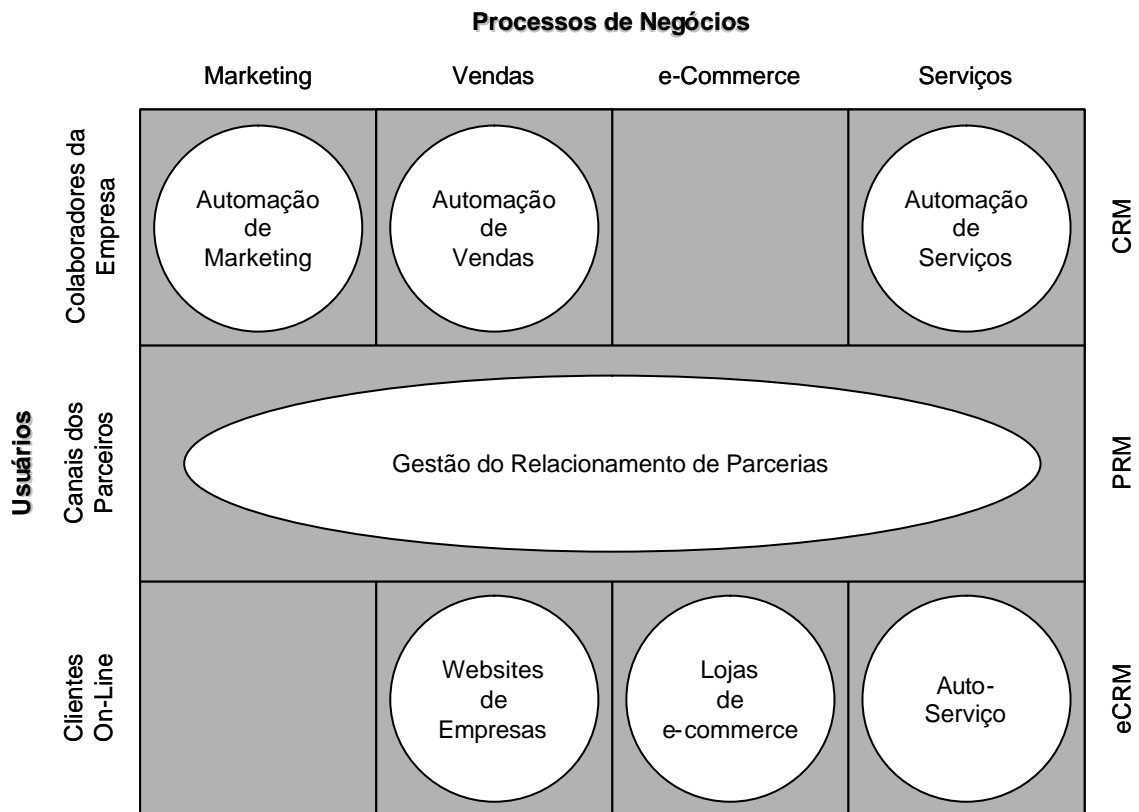 Processos de Negócios
Marketing
Vendas
e-Commerce
Serviços
Usuários
Colaboradores da
Empresa
Automação
de
Marketing
Automação
de
Vendas
Automação
de
Serviços
CRM
Canais dos
Parceiros
Gestão do Relacionamento de Parcerias
PRM
Clientes
On-Line
Websites
de
Empresas
Lojas
de
e-commerce
Auto-
Serviço
eCRM